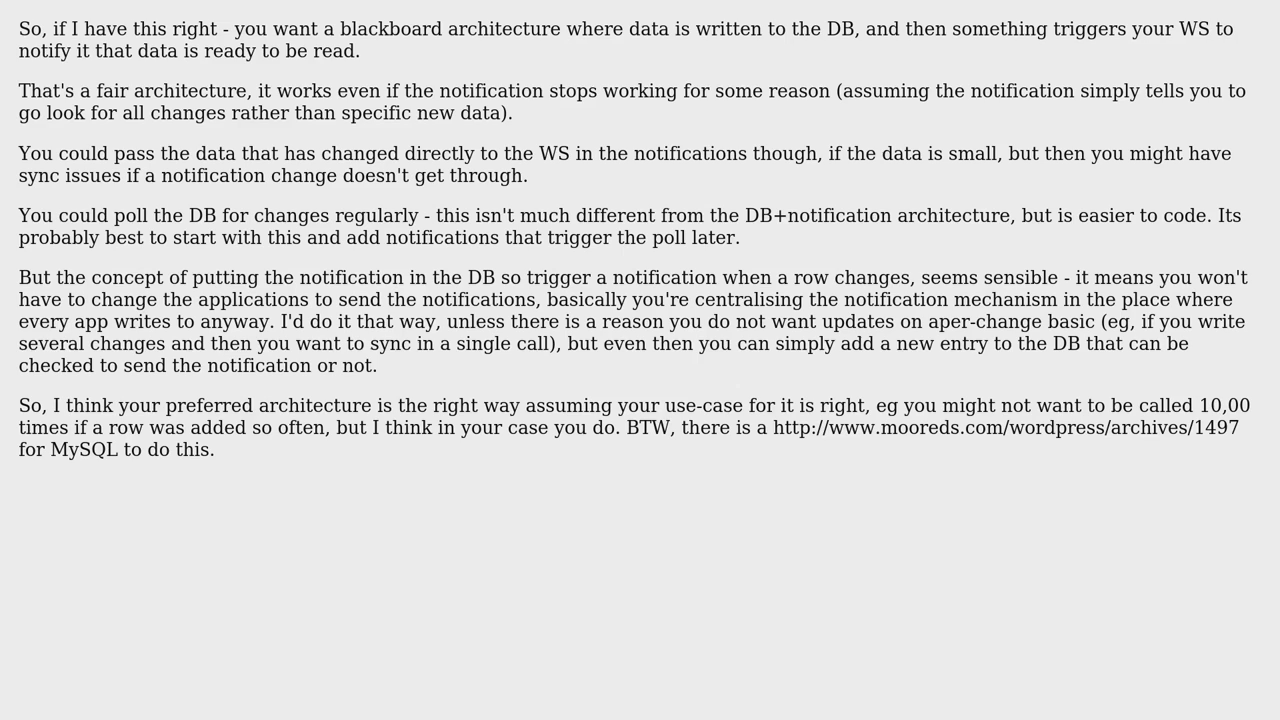 So, if I have this right - you want a blackboard architecture where data is written to the DB, and then something triggers your WS to
notify it that data is ready to be read.
That's a fair architecture, it works even if the notification stops working for some reason (assuming the notification simply tells you to
go look for all changes rather than specific new data).
You could pass the data that has changed directly to the WS in the notifications though, if the data is small, but then you might have
sync issues if a notification change doesn't get through.
You could poll the DB for changes regularly - this isn't much different from the DB+notification architecture, but is easier to code. Its
probably best to start with this and add notifications that trigger the poll later.
But the concept of putting the notification in the DB so trigger a notification when a row changes, seems sensible - it means you won't
have to change the applications to send the notifications, basically you're centralising the notification mechanism in the place where
every app writes to anyway. I'd do it that way, unless there is a reason you do not want updates on aper-change basic (eg, if you write
several changes and then you want to sync in a single call), but even then you can simply add a new entry to the DB that can be
checked to send the notification or not.
So, I think your preferred architecture is the right way assuming your use-case for it is right, eg you might not want to be called 10,00
times if a row was added so often, but I think in your case you do. BTW, there is a http://www.mooreds.com/wordpress/archives/1497
for MySQL to do this.